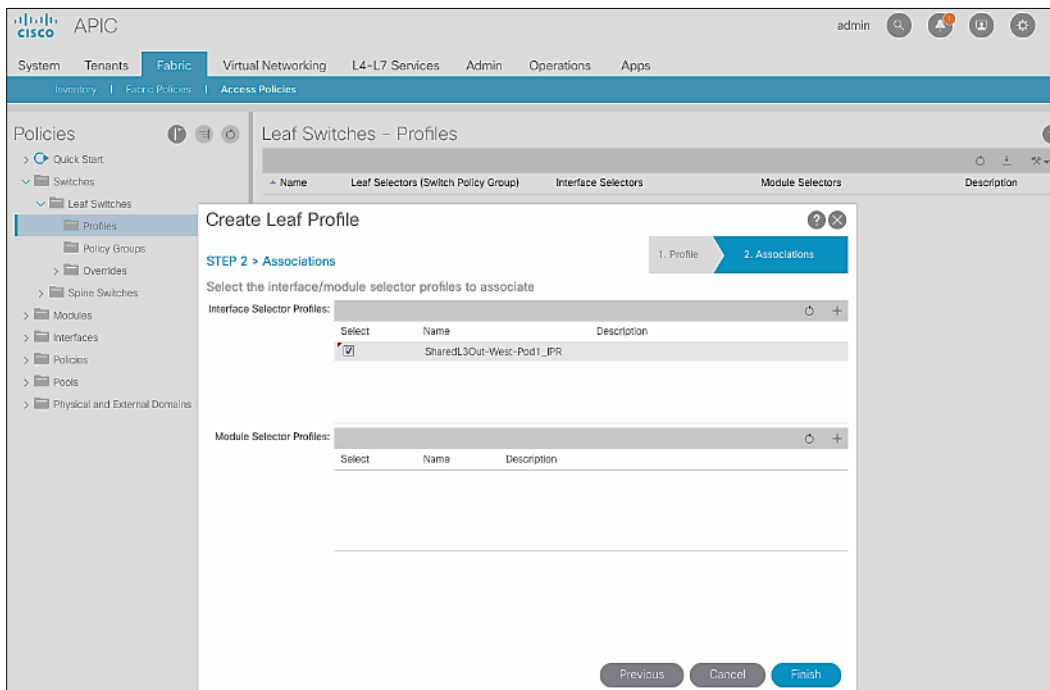 CISCO APIC admin 1
System Tenants Fabric Virtual Networking L4-L7 Services Admin Operations Apps
Inventory | Fabric Policies | Access Policies
Policies
Quick Start
Switches
Leaf Switches
Profiles
Policy Groups
Overrides
Spine Switches
Modules
Interfaces
Policies
Pools
Physical and External Domains
Leaf Switches - Profiles
Name Leaf Selectors (Switch Policy Group) Interface Selectors Module Selectors Description
Create Leaf Profile
STEP 2 > Associations
1. Profile 2. Associations
Select the interface/module selector profiles to associate
Interface Selector Profiles:
Select Name Description
SharedL3Out-West-Pod1_IPR
Module Selector Profiles:
Select Name Description
Previous Cancel Finish